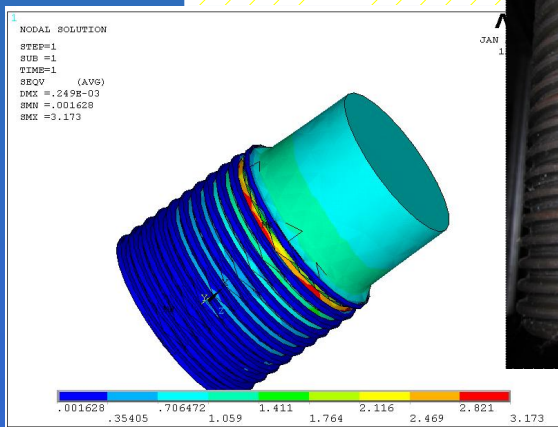 1
NODAL SOLUTION
STEP=1
SUB =1
TIME=1
SEQV (AVG)
DMX =.249E-03
SMN =.001628
SMX =3.173
JAN
Z
.001628 .706472 1.411 2.116 2.821
.35405 1.059 1.764 2.469 3.173